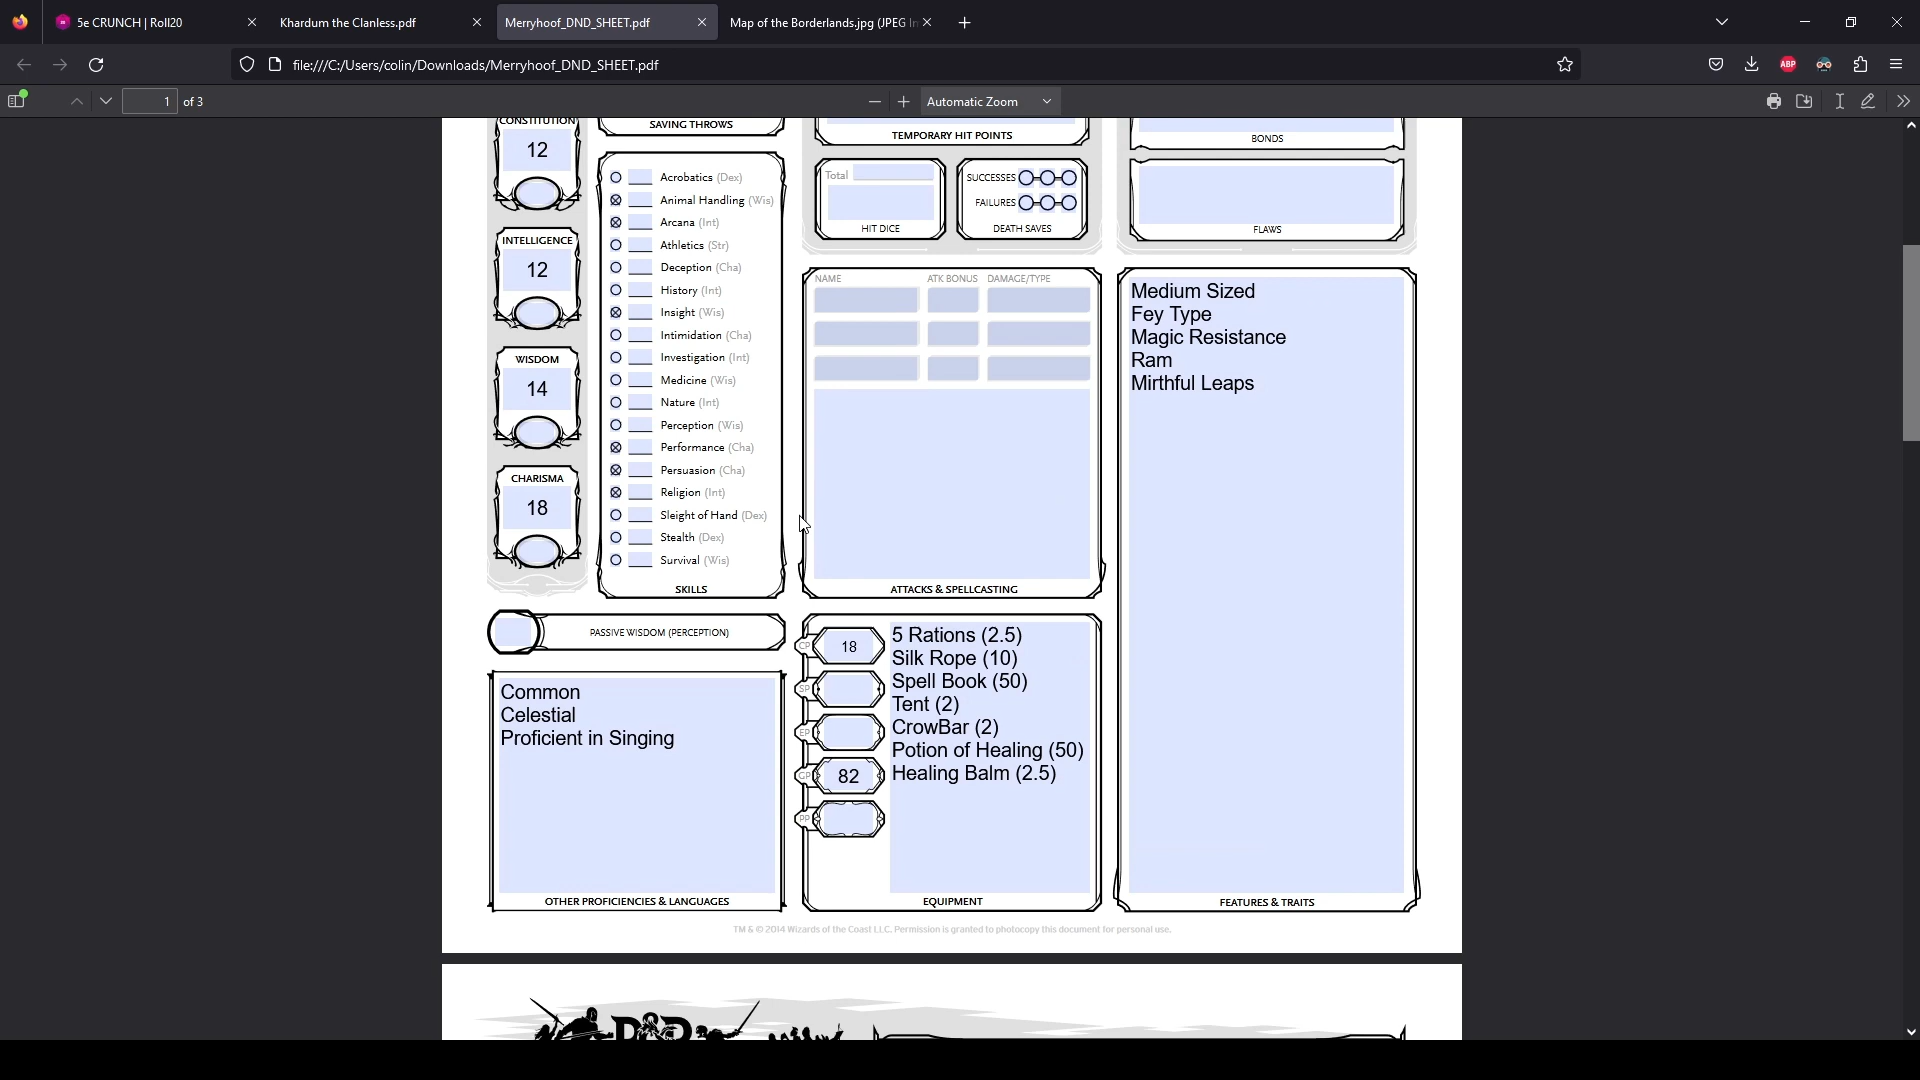 5e CRUNCH | Roll20
Khardum the Clanless.pdf
Merryhoof_DND_SHEET.pdf
Map of the Borderlands.jpg (JPEG
file:///C:/Users/colin/Downloads/Merryhoof_DND_SHEET.pdf
ABP
1 of 3
Automatic Zoom
CONSTITUTION
12
INTELLIGENCE
12
WISDOM
14
CHARISMA
18
SAVING THROWS
Acrobatics (Dex)
Animal Handling (Wis)
Arcana (Int)
Athletics (Str)
Deception (Cha)
History (Int)
Insight (Wis)
Intimidation (Cha)
Investigation (Int)
Medicine (Wis)
Nature (Int)
Perception (Wis)
Performance (Cha)
Persuasion (Cha)
Religion (Int)
Sleight of Hand (Dex)
Stealth (Dex)
Survival (Wis)
SKILLS
PASSIVE WISDOM (PERCEPTION)
Common
Celestial
Proficient in Singing
OTHER PROFICIENCIES & LANGUAGES
TEMPORARY HIT POINTS
Total
HIT DICE
SUCCESSES
FAILURES
DEATH SAVES
NAME ATK BONUS DAMAGE/TYPE
ATTACKS & SPELLCASTING
CP 18
SP
EP
GP 82
PP
5 Rations (2.5)
Silk Rope (10)
Spell Book (50)
Tent (2)
CrowBar (2)
Potion of Healing (50)
Healing Balm (2.5)
EQUIPMENT
BONDS
FLAWS
Medium Sized
Fey Type
Magic Resistance
Ram
Mirthful Leaps
FEATURES & TRAITS
TM & © 2014 Wizards of the Coast LLC. Permission is granted to photocopy this document for personal use.
D&D